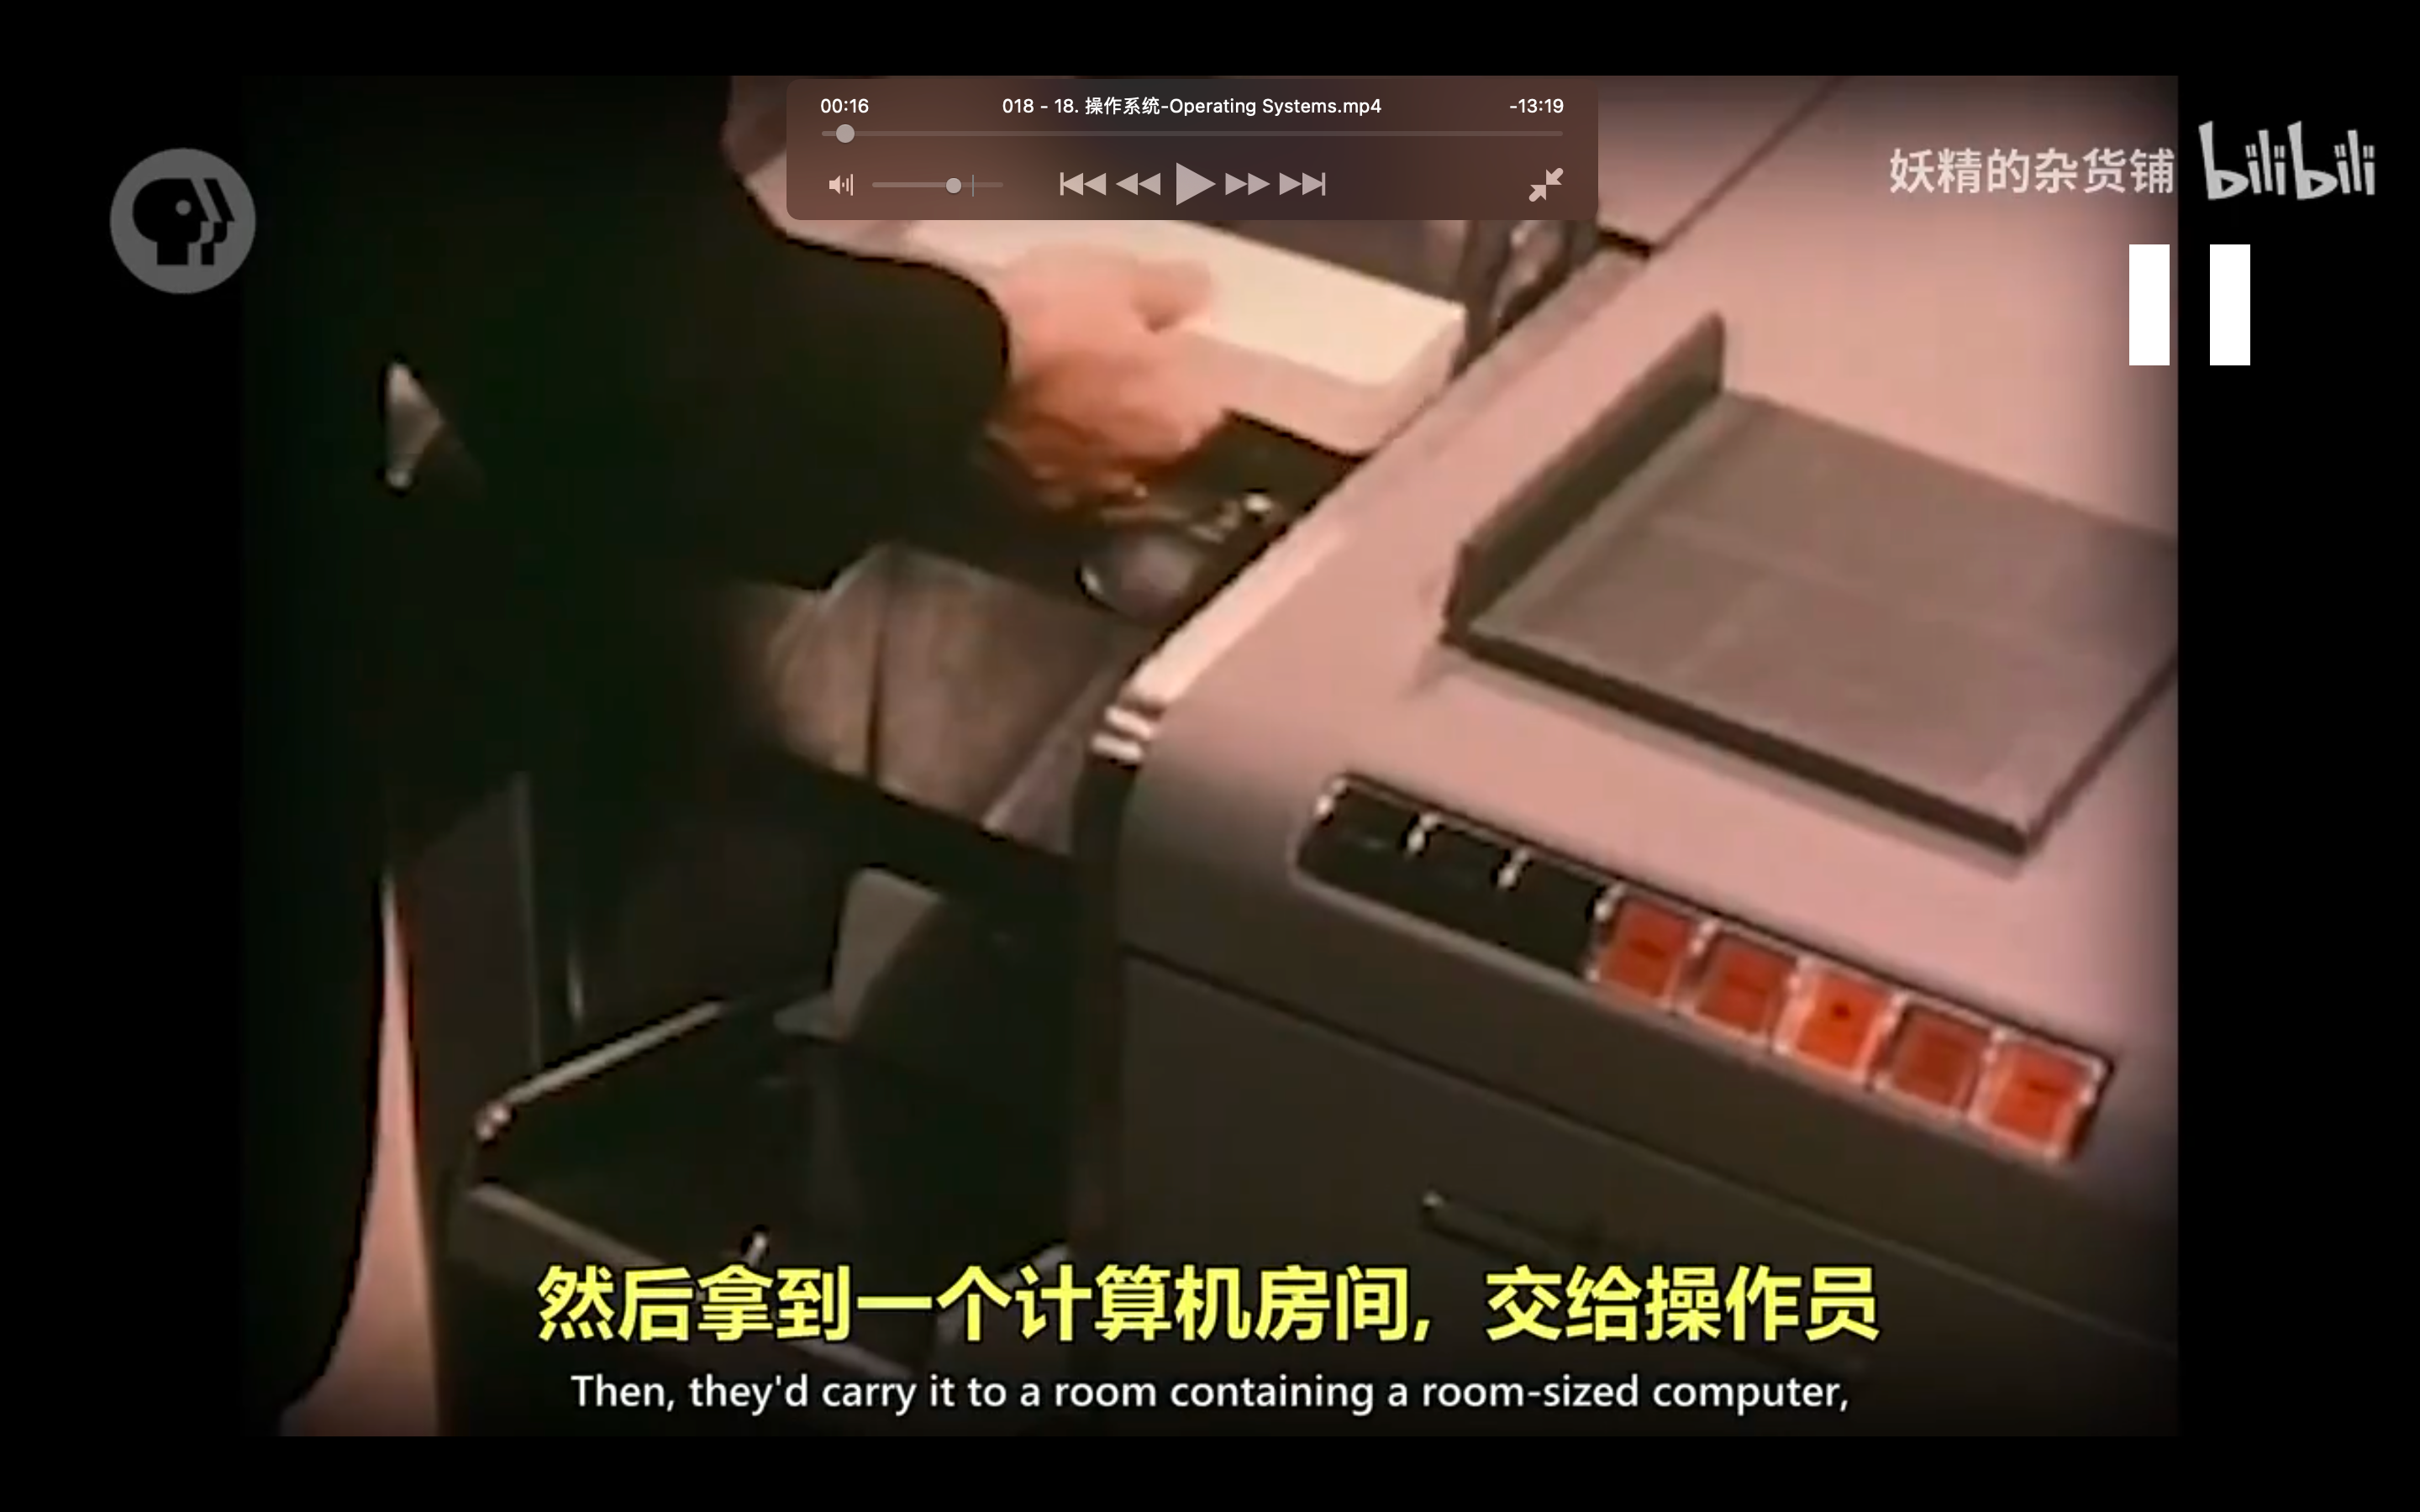 00:16 018 - 18. 操作系统-Operating Systems.mp4 -13:19
妖精的杂货铺 bilibili
然后拿到一个计算机房间，交给操作员
Then, they'd carry it to a room containing a room-sized computer,